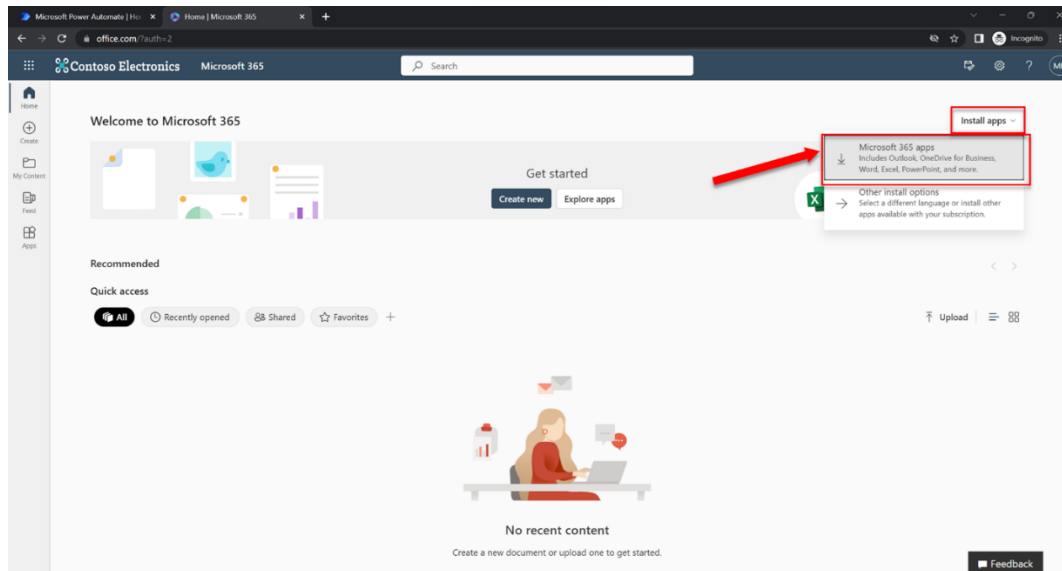 Microsoft Power Automate | Ho
Home | Microsoft 365
office.com/?auth=2
Incognito
Contoso Electronics
Microsoft 365
Search
Home
Create
My Content
Feed
Apps
Welcome to Microsoft 365
Install apps
Microsoft 365 apps
Includes Outlook, OneDrive for Business,
Word, Excel, PowerPoint, and more.
Other install options
Select a different language or install other
apps available with your subscription.
Get started
Create new
Explore apps
Recommended
Quick access
All
Recently opened
Shared
Favorites
Upload
No recent content
Create a new document or upload one to get started.
Feedback